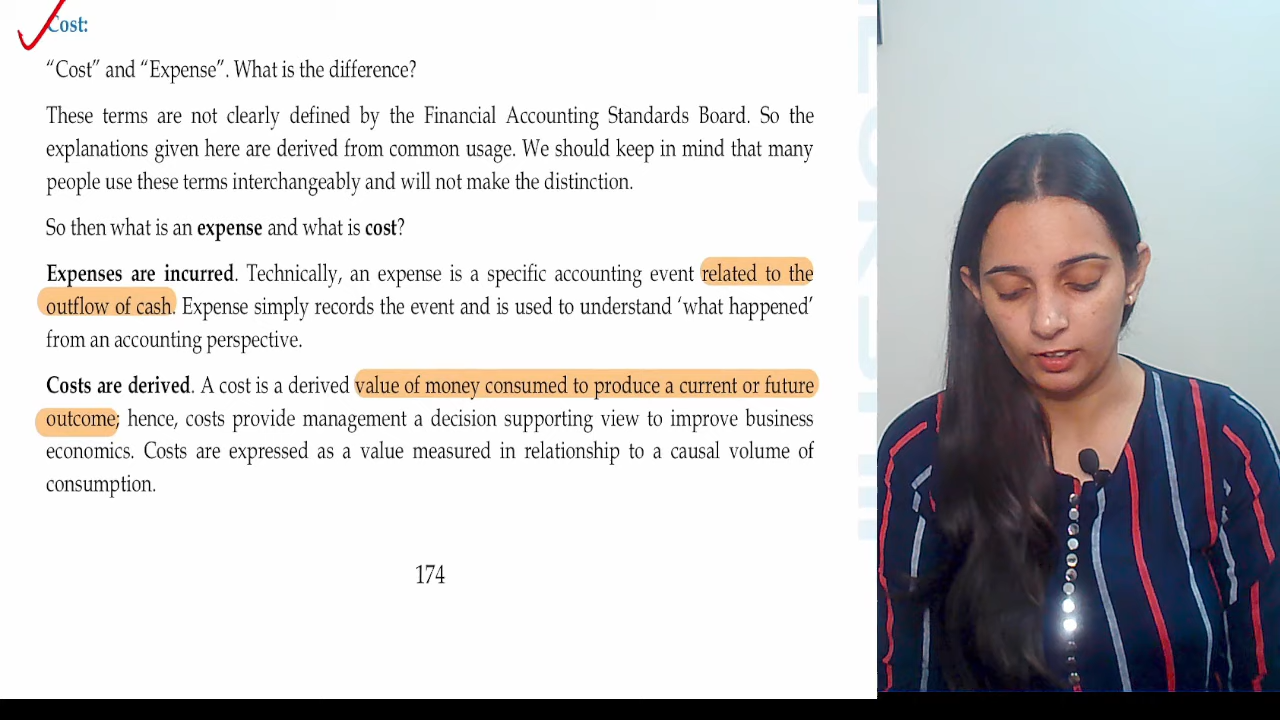 Cost:
“Cost” and “Expense”. What is the difference?
These terms are not clearly defined by the Financial Accounting Standards Board. So the
explanations given here are derived from common usage. We should keep in mind that many
people use these terms interchangeably and will not make the distinction.
So then what is an expense and what is cost?
Expenses are incurred. Technically, an expense is a specific accounting event related to the
outflow of cash. Expense simply records the event and is used to understand ‘what happened’
from an accounting perspective.
Costs are derived. A cost is a derived value of money consumed to produce a current or future
outcome; hence, costs provide management a decision supporting view to improve business
economics. Costs are expressed as a value measured in relationship to a causal volume of
consumption.
174